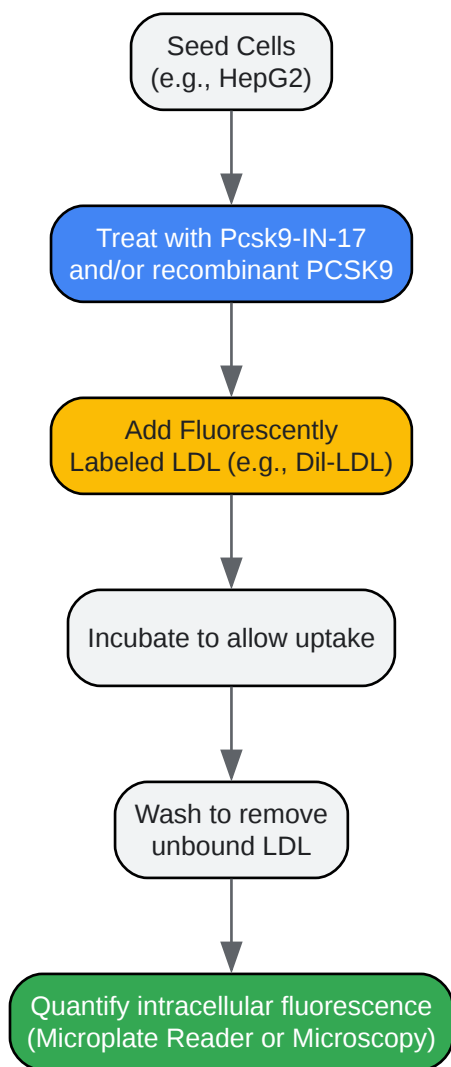 Seed Cells
(e.g., HepG2)
Treat with Pcsk9-IN-17
and/or recombinant PCSK9
Add Fluorescently
Labeled LDL (e.g., Dil-LDL)
Incubate to allow uptake
Wash to remove
unbound LDL
Quantify intracellular fluorescence
(Microplate Reader or Microscopy)